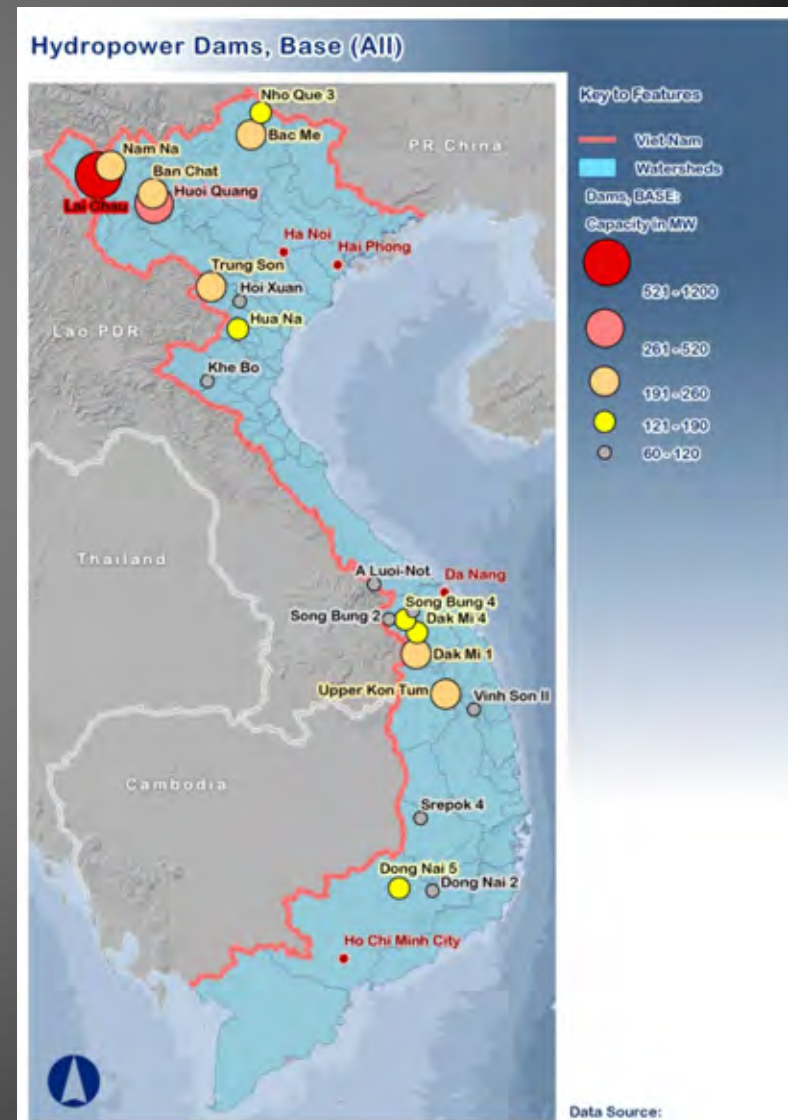 Hydropower Dams, Base (All)
Key to Features
Viet Nam
Watersheds
Dams, BASE:
Capacity in MW
521 - 1200
261 - 520
191 - 260
121 - 190
60 - 120
Nho Que 3
Bac Me
PR China
Nam Na
Ban Chat
Huoi Quang
Lai Chau
Ha Noi
Hai Phong
Trung Son
Hoi Xuan
Hua Na
Lao PDR
Khe Bo
Thailand
A Luoi-Not
Da Nang
Song Bung 4
Song Bung 2
Dak Mi 4
Dak Mi 1
Upper Kon Tum
Vinh Son II
Cambodia
Srepok 4
Dong Nai 5
Dong Nai 2
Ho Chi Minh City
Data Source: